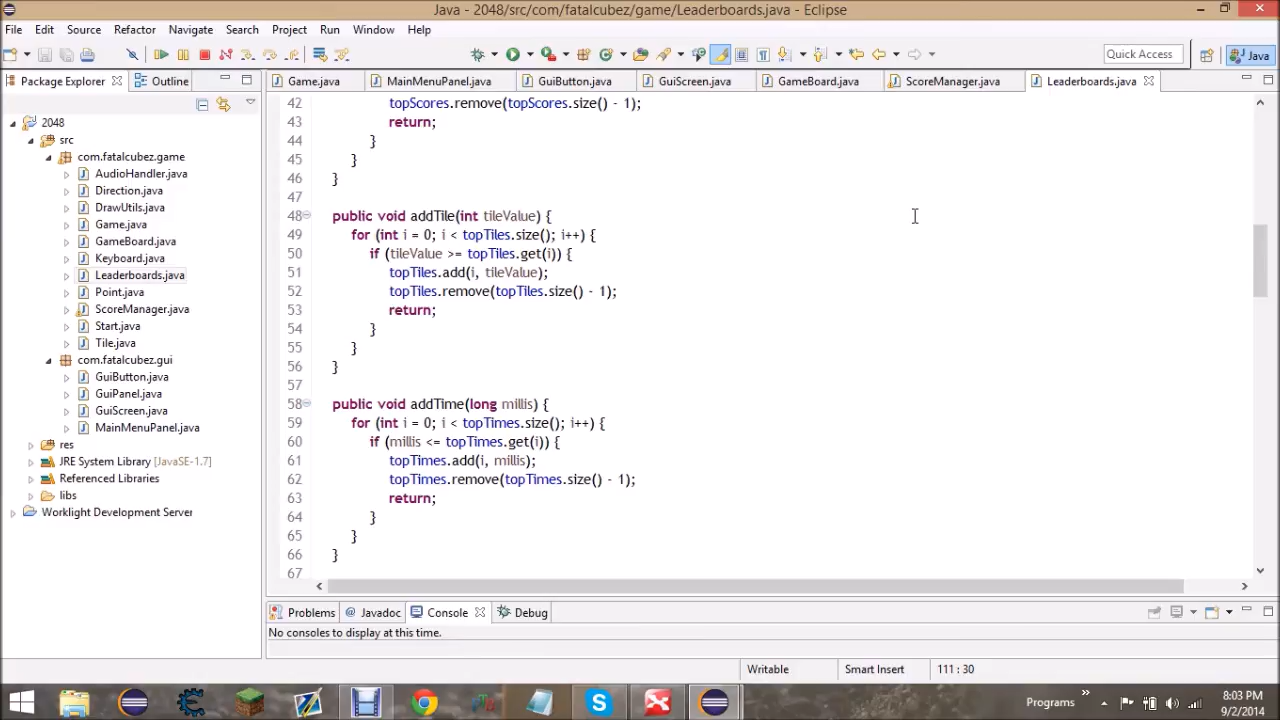 Java - 2048/src/com/fatalcubez/game/Leaderboards.java - Eclipse
File Edit Source Refactor Navigate Search Project Run Window Help
Quick Access Java
Package Explorer Outline Game.java MainMenuPanel.java GuiButton.java GuiScreen.java GameBoard.java ScoreManager.java Leaderboards.java
2048
src
com.fatalcubez.game
AudioHandler.java
Direction.java
DrawUtils.java
Game.java
GameBoard.java
Keyboard.java
Leaderboards.java
Point.java
ScoreManager.java
Start.java
Tile.java
com.fatalcubez.gui
GuiButton.java
GuiPanel.java
GuiScreen.java
MainMenuPanel.java
res
JRE System Library [JavaSE-1.7]
Referenced Libraries
libs
Worklight Development Server
42 topScores.remove(topScores.size() - 1);
43 return;
44 }
45 }
46 }
47
48 public void addTile(int tileValue) {
49 for (int i = 0; i < topTiles.size(); i++) {
50 if (tileValue >= topTiles.get(i)) {
51 topTiles.add(i, tileValue);
52 topTiles.remove(topTiles.size() - 1);
53 return;
54 }
55 }
56 }
57
58 public void addTime(long millis) {
59 for (int i = 0; i < topTimes.size(); i++) {
60 if (millis <= topTimes.get(i)) {
61 topTimes.add(i, millis);
62 topTimes.remove(topTimes.size() - 1);
63 return;
64 }
65 }
66 }
67
Problems @ Javadoc Console Debug
No consoles to display at this time.
Writable Smart Insert 111 : 30
Programs
8:03 PM
9/2/2014